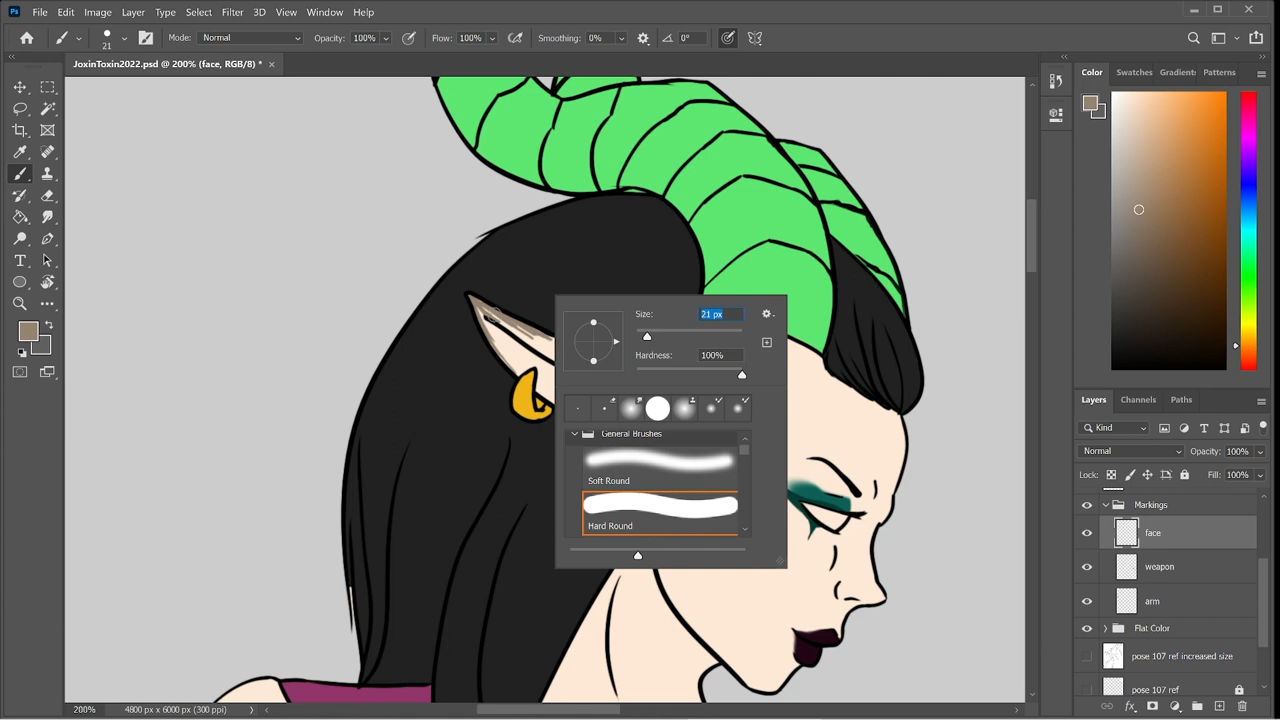 Ps File Edit Image Layer Type Select Filter 3D View Window Help
21 Mode: Normal Opacity: 100% Flow: 100% Smoothing: 0% 0°
JoxinToxin2022.psd @ 200% (face, RGB/8) *
Color Swatches Gradient Patterns
Size: 21 px
Hardness: 100%
General Brushes
Soft Round
Hard Round
Layers Channels Paths
Kind
Normal Opacity: 100%
Lock: Fill: 100%
Markings
face
weapon
arm
Flat Color
pose 107 ref increased size
pose 107 ref
200% 4800 px x 6000 px (300 ppi)
fx